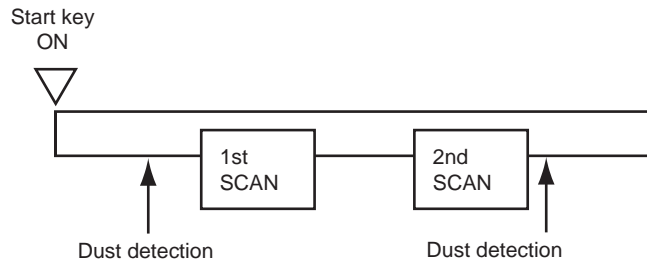 Start key
ON
1st
SCAN
2nd
SCAN
Dust detection
Dust detection